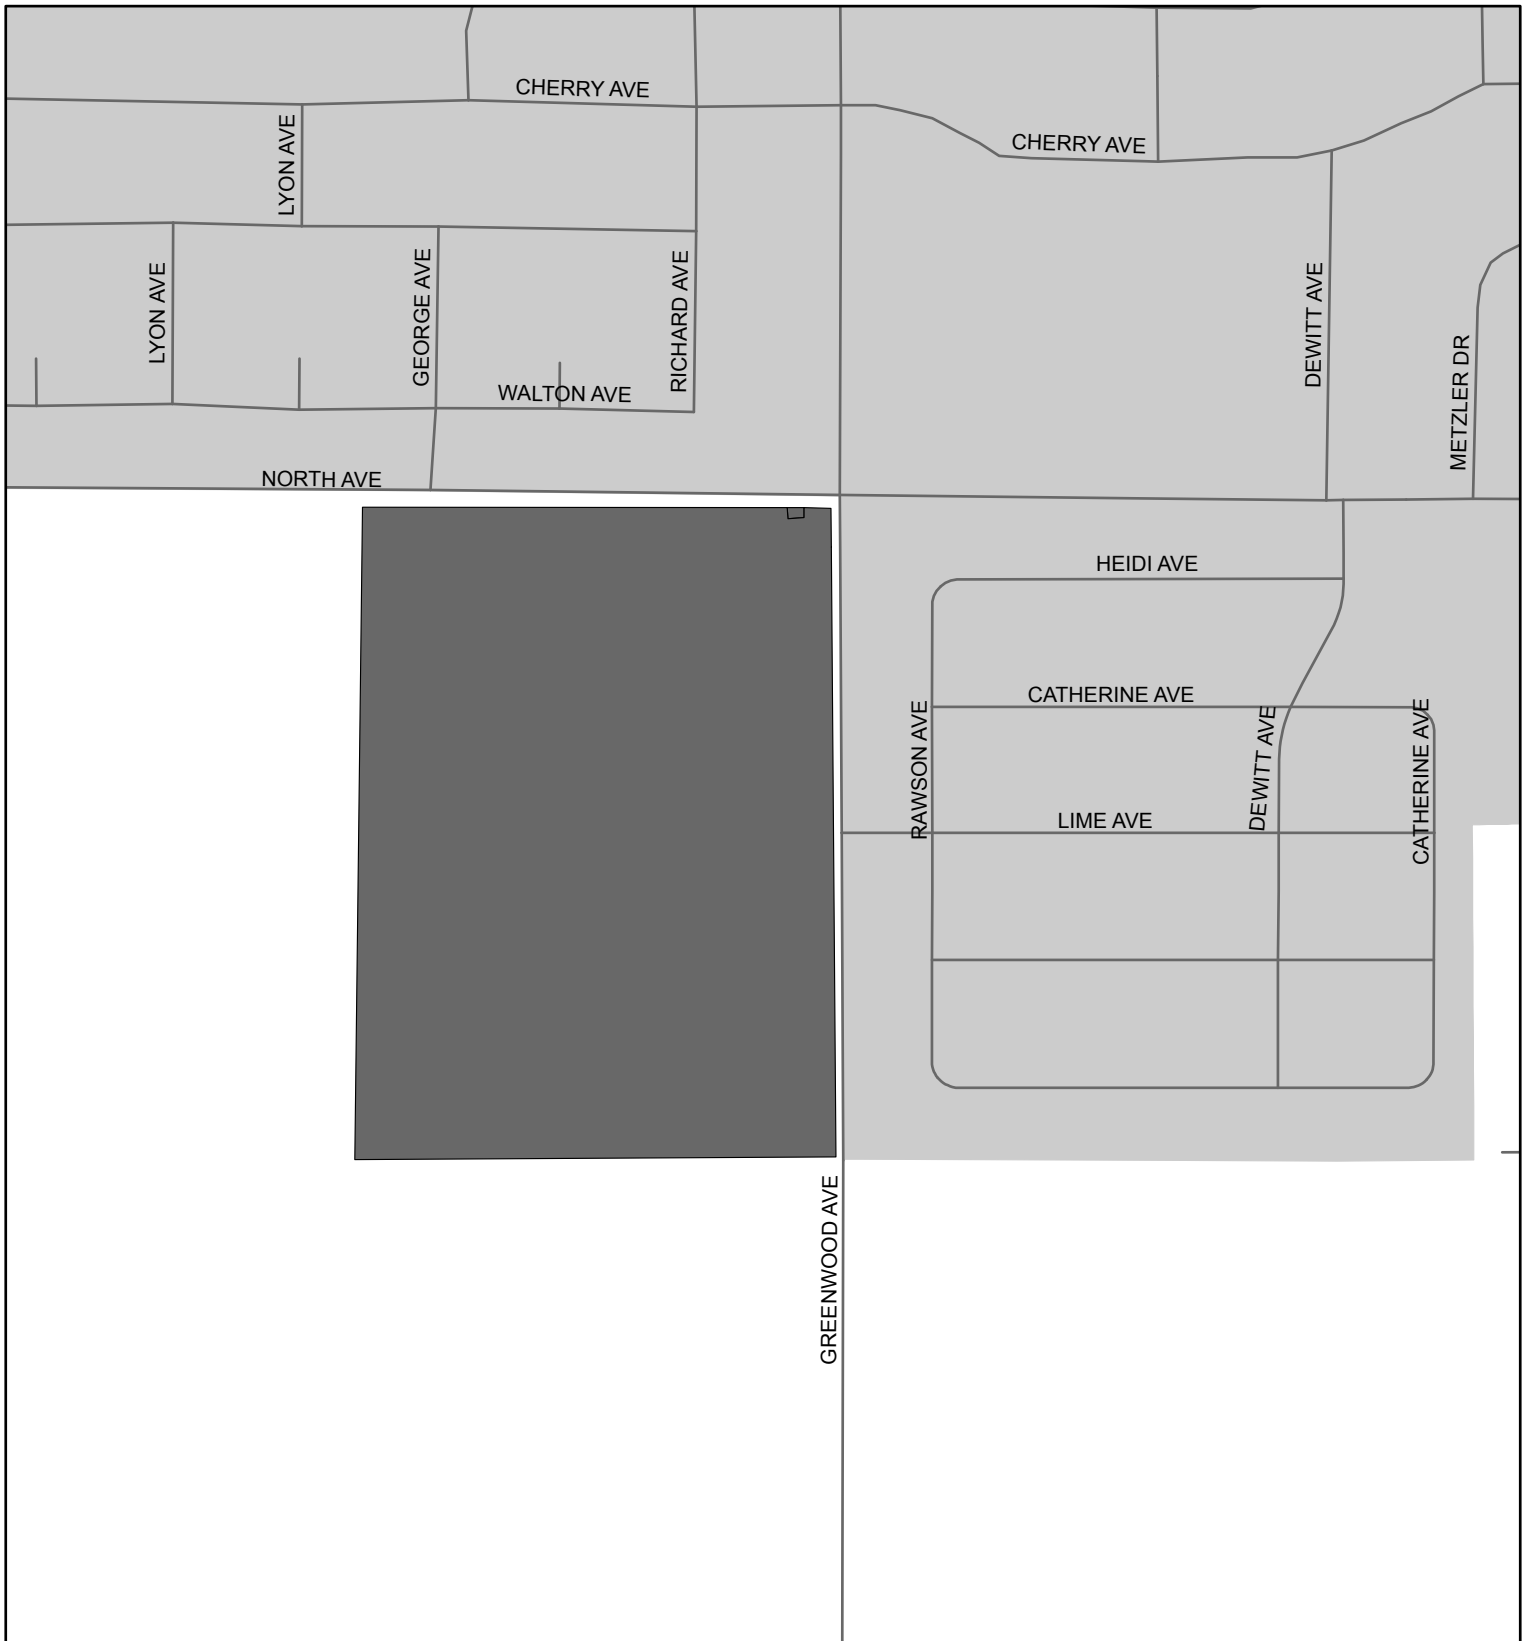 CHERRY AVE
CHERRY AVE
LYON AVE
LYON AVE
GEORGE AVE
RICHARD AVE
DEWITT AVE
METZLER DR
WALTON AVE
NORTH AVE
HEIDI AVE
CATHERINE AVE
RAWSON AVE
DEWITT AVE
CATHERINE AVE
LIME AVE
GREENWOOD AVE